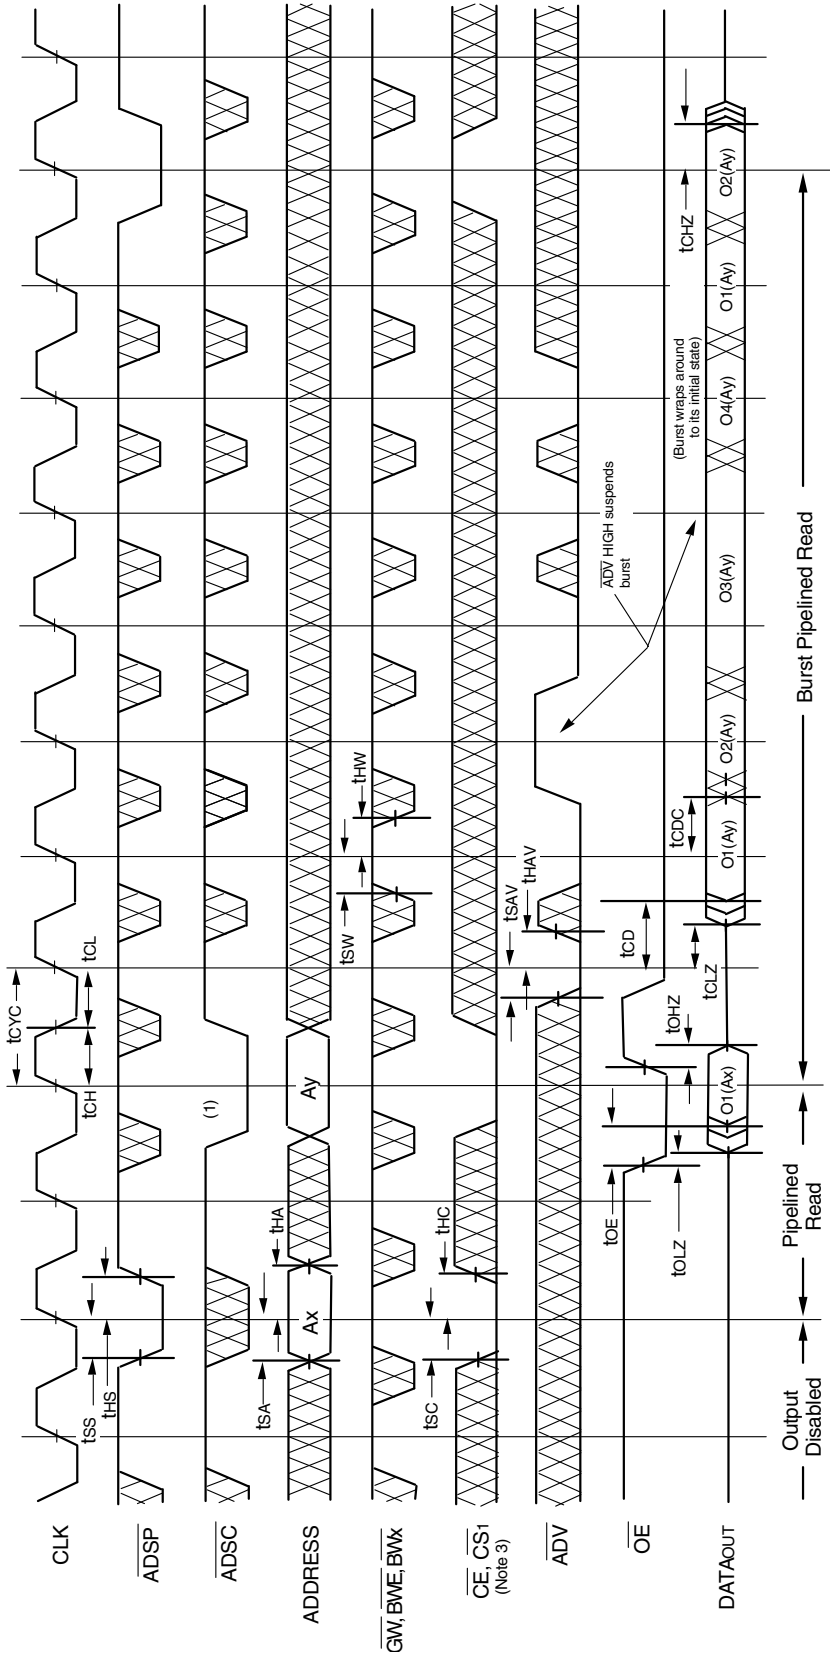 tCYC
tCH
tCL
CLK
tSS
tHS
ADSP
ADSC
(1)
tSA
tHA
ADDRESS
Ax
Ay
tSW
tHW
GW, BWE, BWx
tSC
tHC
CE, CS1
(Note 3)
tSAV
tHAV
ADV
ADV HIGH suspends
burst
OE
tOE
tOHZ
tCD
tOLZ
tCLZ
tCDC
tCHZ
(Burst wraps around
to its initial state)
DATAOUT
O1(Ax)
O1(Ay)
O2(Ay)
O3(Ay)
O4(Ay)
O1(Ay)
O2(Ay)
Output
Disabled
Pipelined
Read
Burst Pipelined Read